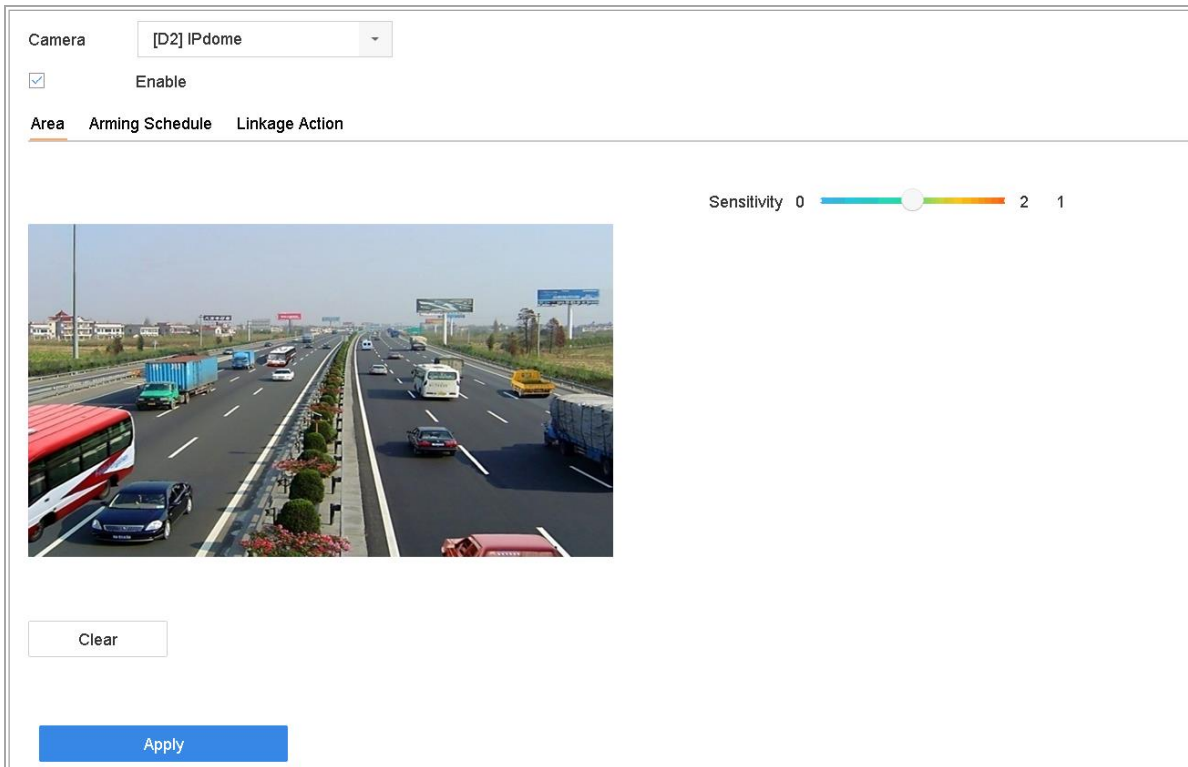 Camera [D2] IPdome
Enable
Area Arming Schedule Linkage Action
Sensitivity 0 2 1
Clear
Apply